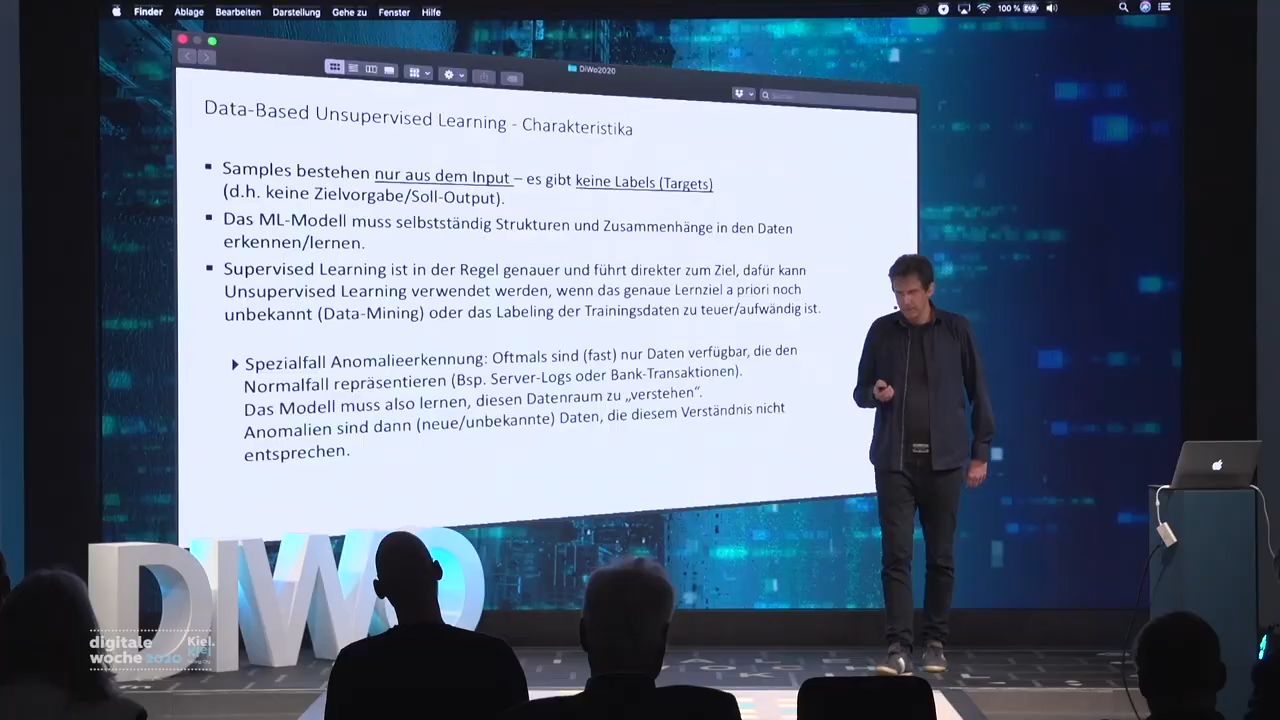 Finder Ablage Bearbeiten Darstellung Gehe zu Fenster Hilfe
100 %
DiWo2020
Data-Based Unsupervised Learning - Charakteristika
▪ Samples bestehen nur aus dem Input – es gibt keine Labels (Targets)
(d.h. keine Zielvorgabe/Soll-Output).
▪ Das ML-Modell muss selbstständig Strukturen und Zusammenhänge in den Daten
erkennen/lernen.
▪ Supervised Learning ist in der Regel genauer und führt direkter zum Ziel, dafür kann
Unsupervised Learning verwendet werden, wenn das genaue Lernziel a priori noch
unbekannt (Data-Mining) oder das Labeling der Trainingsdaten zu teuer/aufwändig ist.
Spezialfall Anomalieerkennung: Oftmals sind (fast) nur Daten verfügbar, die den
Normalfall repräsentieren (Bsp. Server-Logs oder Bank-Transaktionen).
Das Modell muss also lernen, diesen Datenraum zu „verstehen“.
Anomalien sind dann (neue/unbekannte) Daten, die diesem Verständnis nicht
entsprechen.
DIWO
digitale
woche 2020
Kiel.